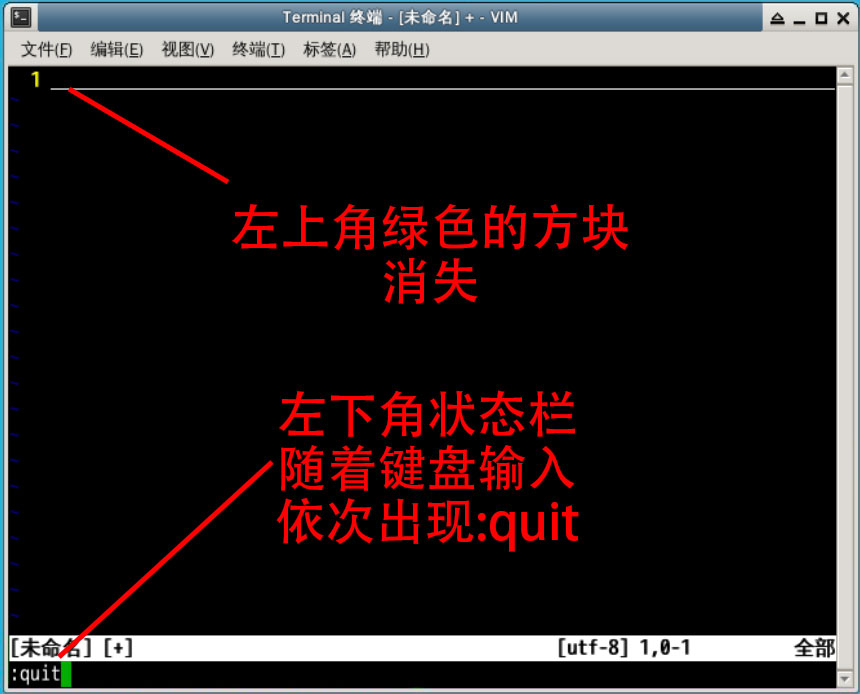 Terminal 终端 - [未命名] + - VIM
文件(F) 编辑(E) 视图(V) 终端(T) 标签(A) 帮助(H)
1
左上角绿色的方块
消失
左下角状态栏
随着键盘输入
依次出现:quit
[未命名] [+] [utf-8] 1,0-1 全部
:quit